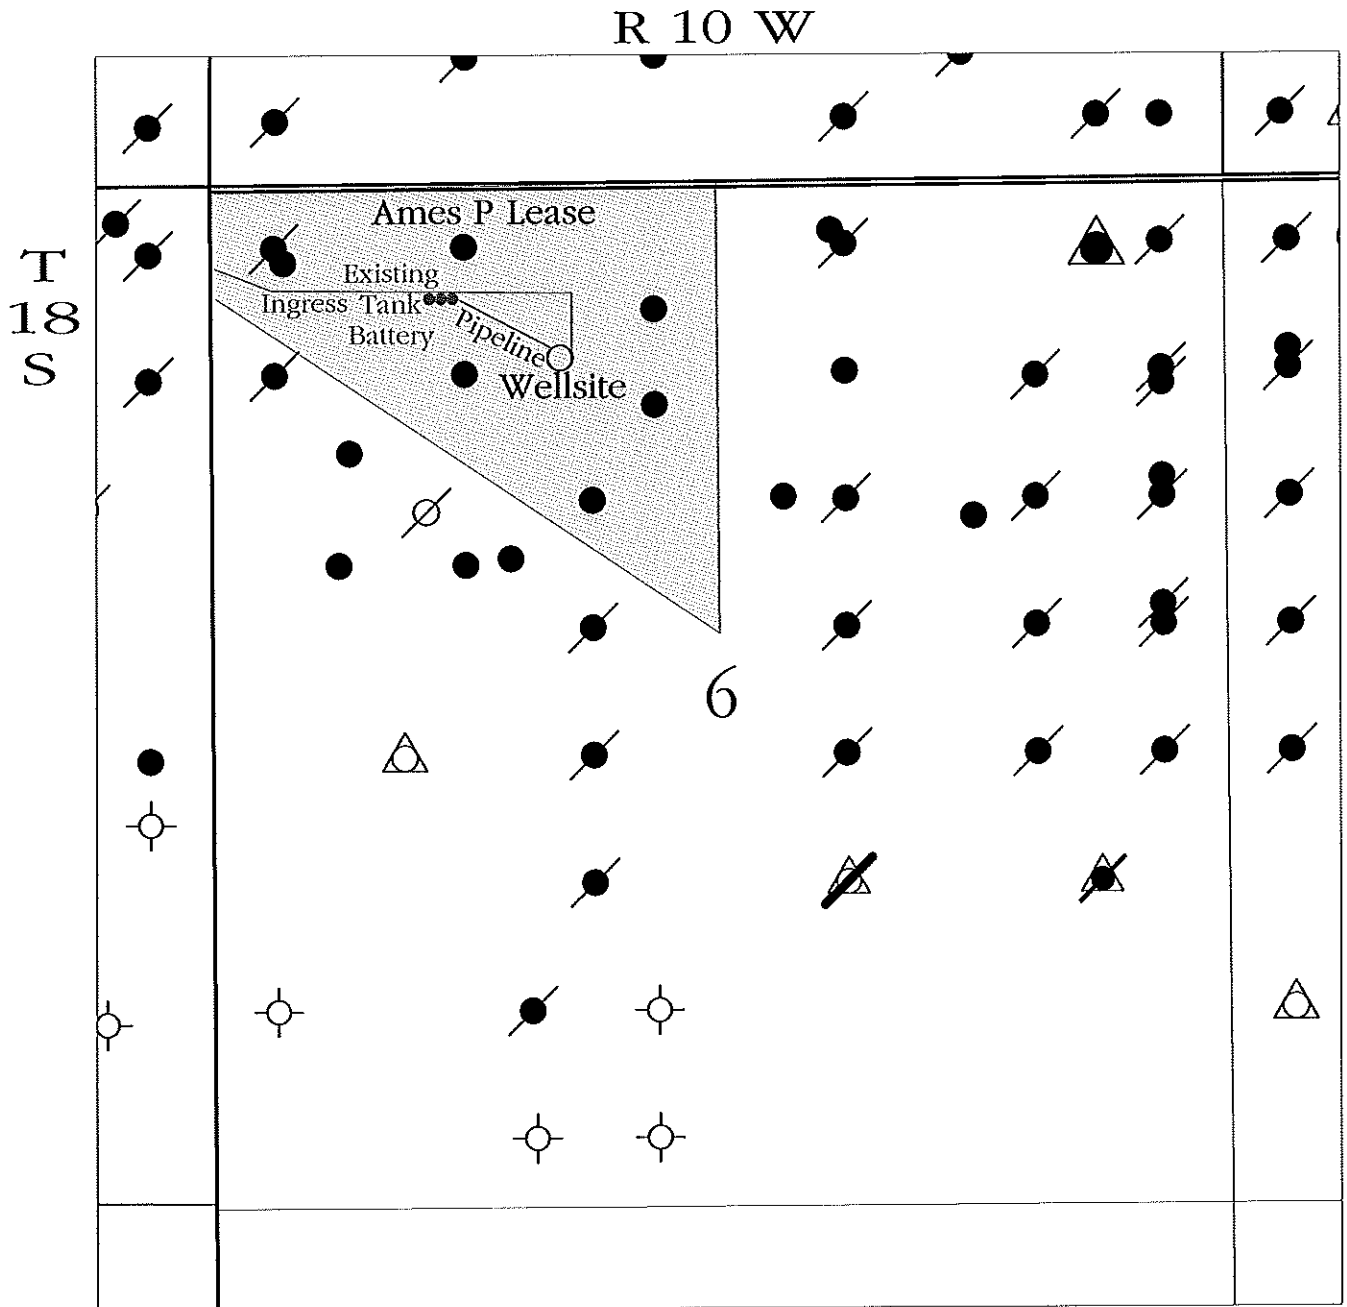 R 10 W
T
18
S
Ames P Lease
Existing
Ingress Tank
Battery
Pipeline
Wellsite
6